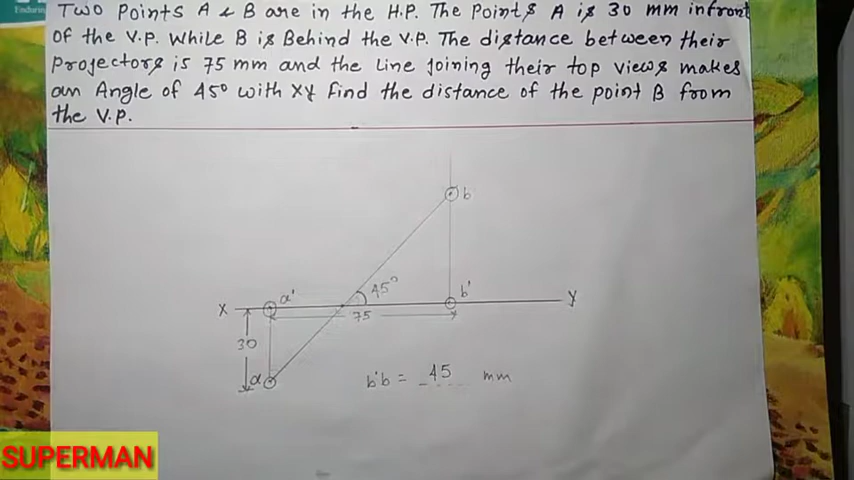 Enduring
Two Points A & B are in the H.P. The Points A is 30 mm infront
of the V.P. While B is Behind the V.P. The distance between their
Projectors is 75 mm and the Line joining their top views makes
an Angle of 45° with XY Find the distance of the point B from
the V.P.
b
45°
X a' b' Y
75
30
a
b'b = 45 mm
SUPERMAN